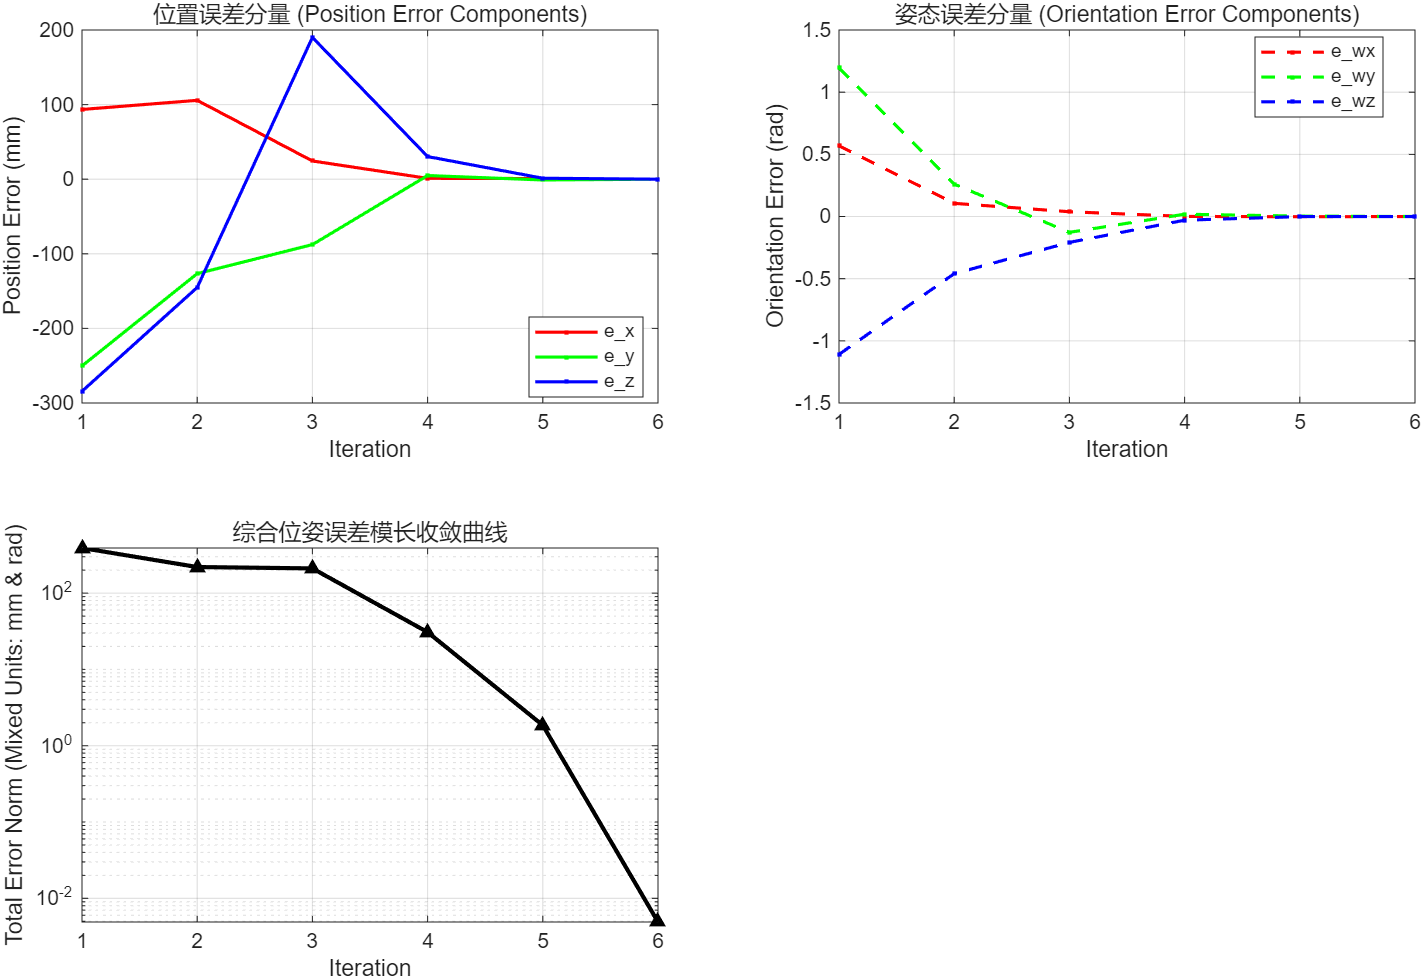 位置误差分量 (Position Error Components)
200
100
0
-100
-200
-300
Position Error (mm)
1 2 3 4 5 6
Iteration
e_x
e_y
e_z
姿态误差分量 (Orientation Error Components)
1.5
1
0.5
0
-0.5
-1
-1.5
Orientation Error (rad)
1 2 3 4 5 6
Iteration
e_wx
e_wy
e_wz
综合位姿误差模长收敛曲线
10²
10⁰
10⁻²
Total Error Norm (Mixed Units: mm & rad)
1 2 3 4 5 6
Iteration